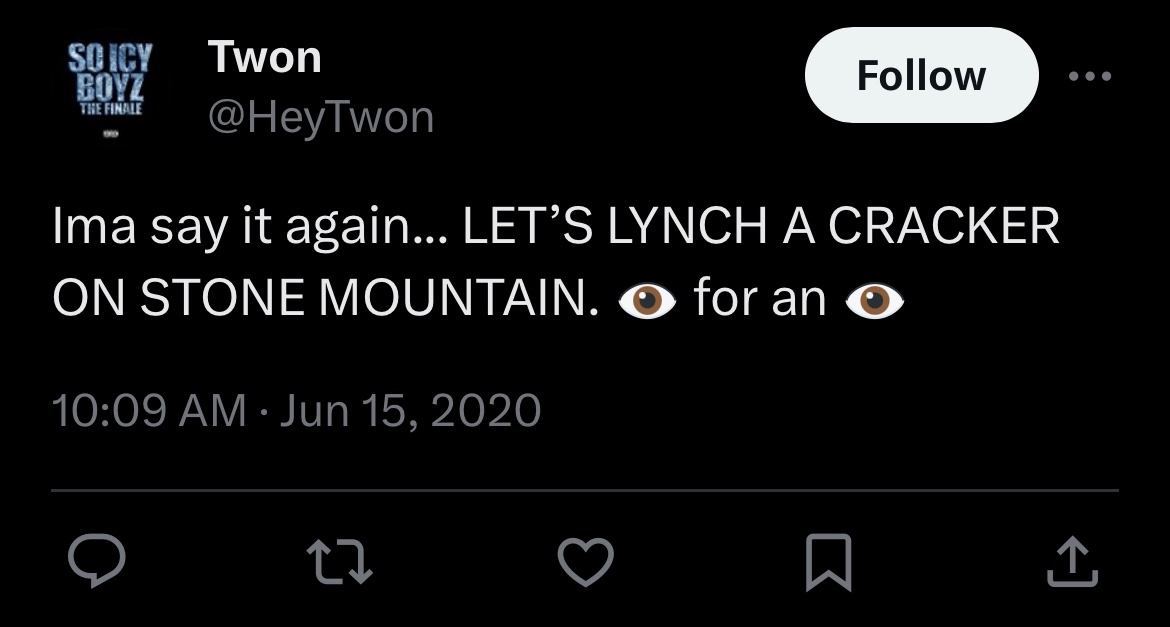 SO ICY
BOYZ
THE FINALE
Twon
@HeyTwon
Follow
Ima say it again... LET’S LYNCH A CRACKER
ON STONE MOUNTAIN. 👁️ for an 👁️
10:09 AM · Jun 15, 2020